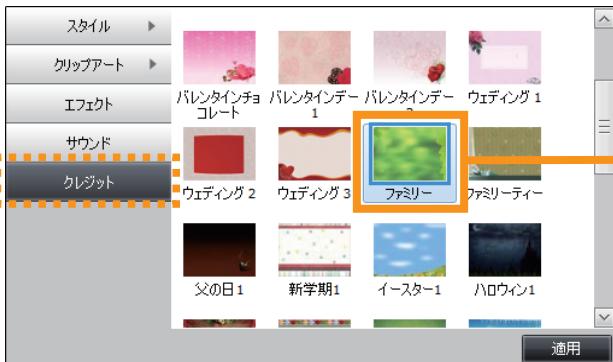 スタイル
クリップアート
エフェクト
サウンド
クレジット
バレンタインチョ
コレート
バレンタインデー
1
バレンタインデー
ウェディング 1
ウェディング 2
ウェディング 3
ファミリー
ファミリーティー
父の日 1
新学期1
イースター1
ハロウィン1
適用